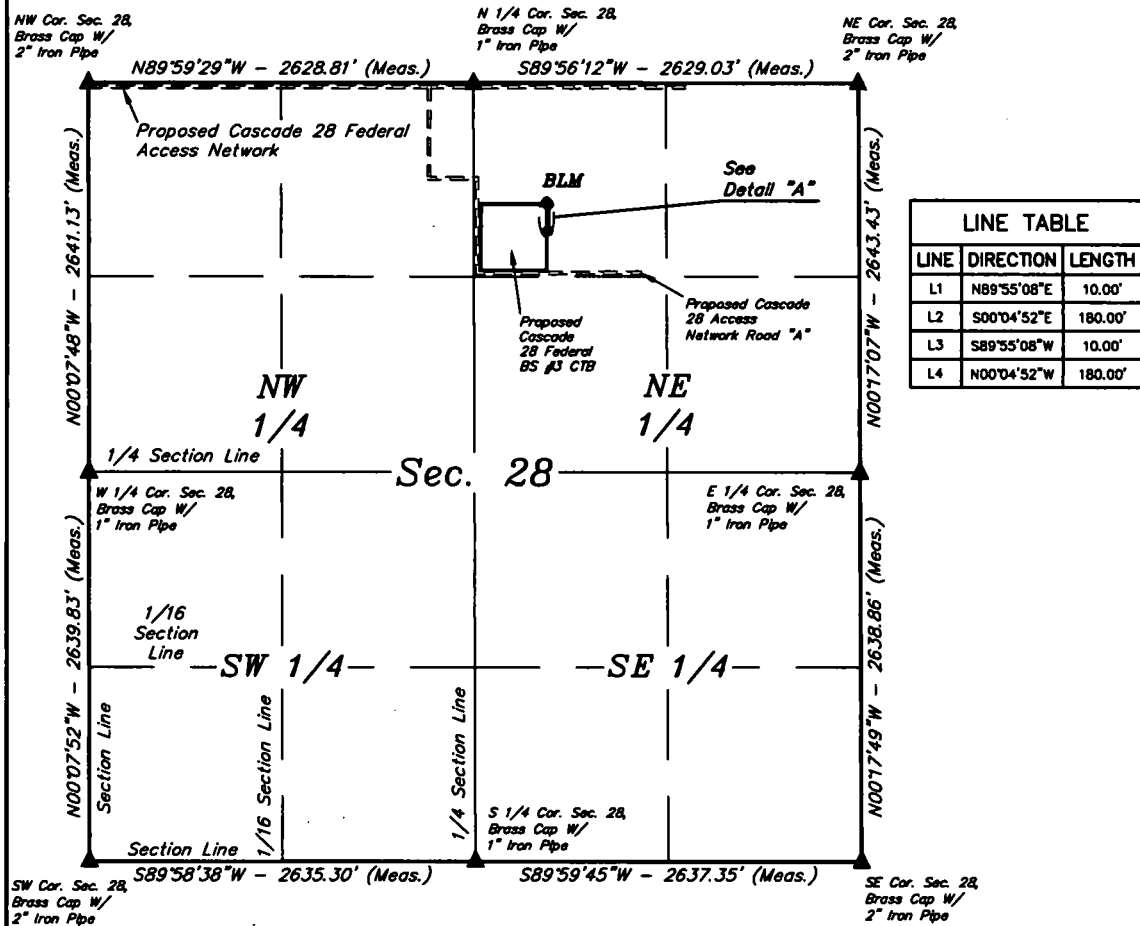 NW Cor. Sec. 28,
Brass Cap W/
2" Iron Pipe
N 1/4 Cor. Sec. 28,
Brass Cap W/
1" Iron Pipe
NE Cor. Sec. 28,
Brass Cap W/
2" Iron Pipe
N89°59'29"W - 2628.81' (Meas.)
S89°56'12"W - 2629.03' (Meas.)
Proposed Cascade 28 Federal
Access Network
BLM
See
Detail "A"
N00°07'48"W - 2641.13' (Meas.)
N00°17'07"W - 2643.43' (Meas.)
LINE TABLE
LINE DIRECTION LENGTH
L1 N89°55'08"E 10.00'
L2 S00°04'52"E 180.00'
L3 S89°55'08"W 10.00'
L4 N00°04'52"W 180.00'
Proposed
Cascade
28 Federal
BS #3 CTB
Proposed Cascade
28 Access
Network Road "A"
NW
1/4
NE
1/4
1/4 Section Line
Sec. 28
W 1/4 Cor. Sec. 28,
Brass Cap W/
1" Iron Pipe
E 1/4 Cor. Sec. 28,
Brass Cap W/
1" Iron Pipe
N00°07'52"W - 2639.83' (Meas.)
N00°17'49"W - 2638.86' (Meas.)
1/16
Section
Line
SW 1/4
SE 1/4
Section Line
1/16 Section Line
1/4 Section Line
S 1/4 Cor. Sec. 28,
Brass Cap W/
1" Iron Pipe
Section Line
S89°58'38"W - 2635.30' (Meas.)
S89°59'45"W - 2637.35' (Meas.)
SW Cor. Sec. 28,
Brass Cap W/
2" Iron Pipe
SE Cor. Sec. 28,
Brass Cap W/
2" Iron Pipe